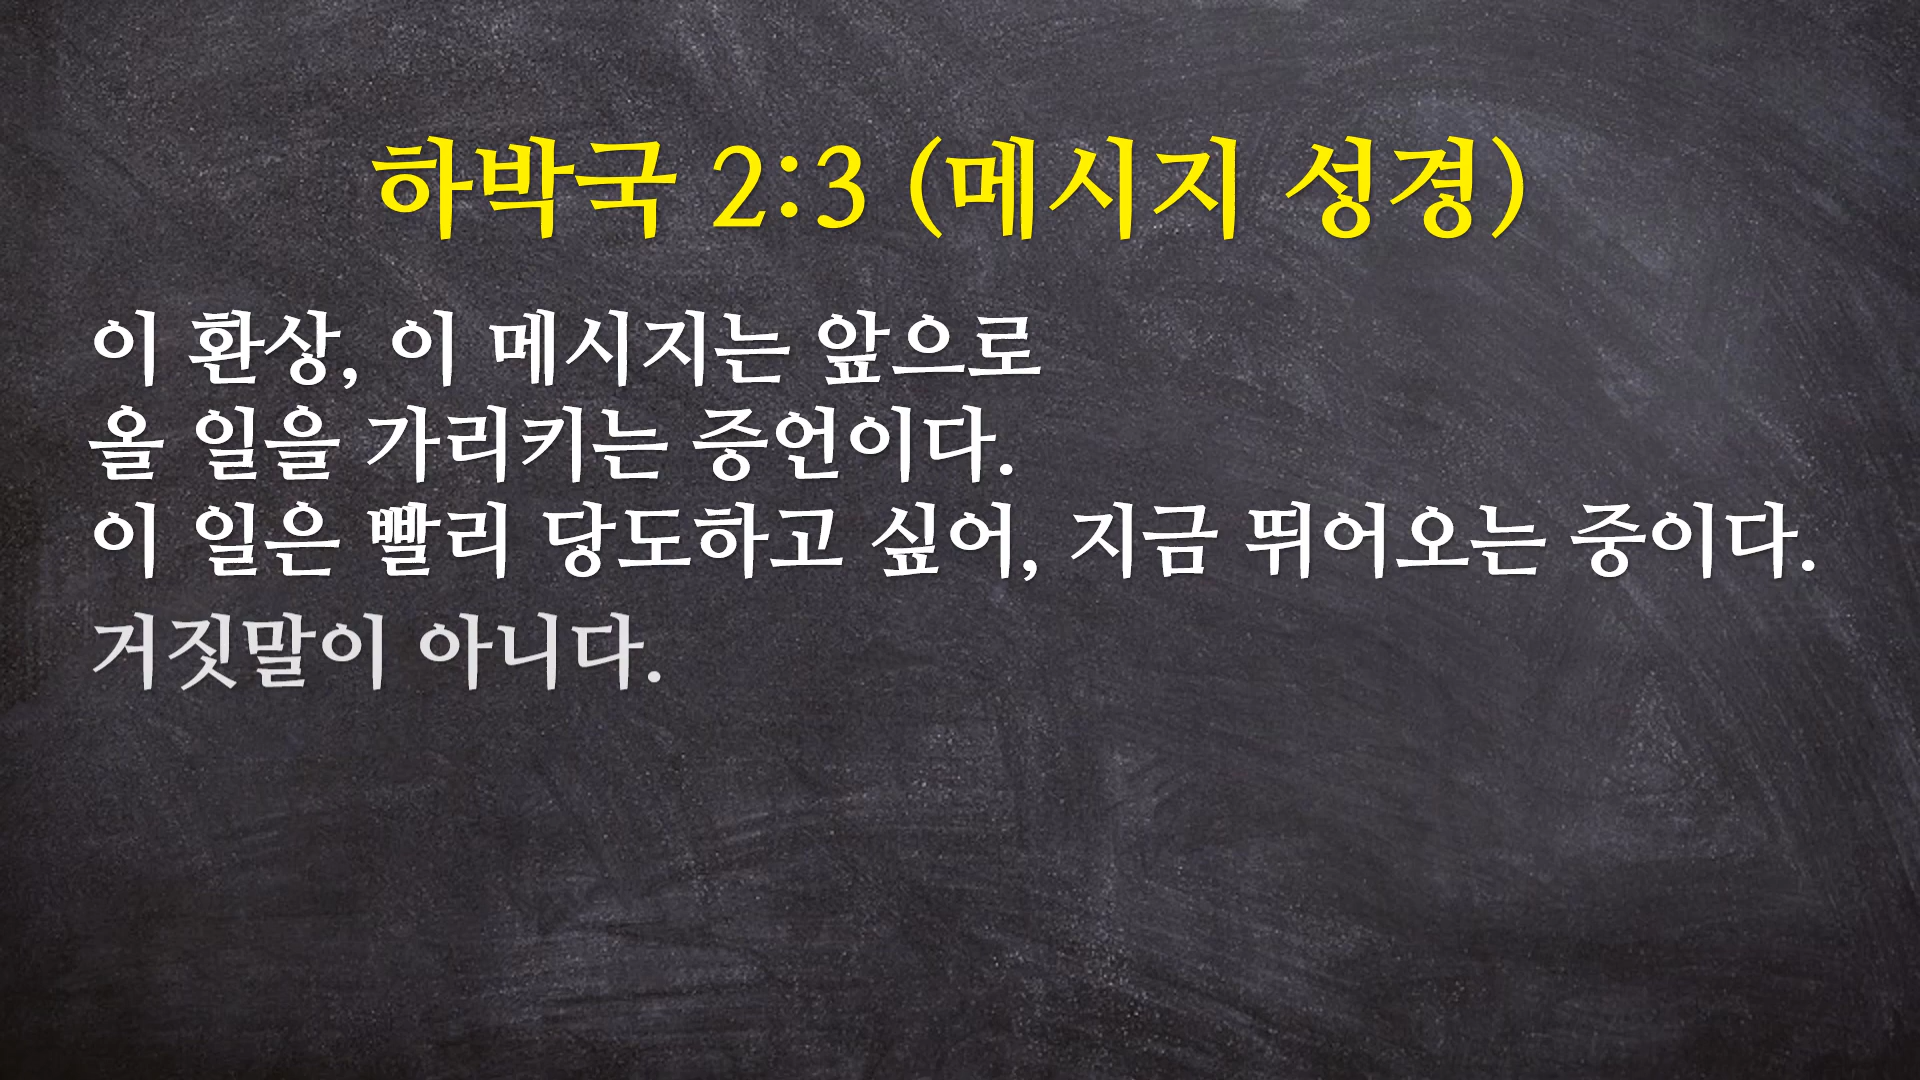 하박국 2:3 (메시지 성경)
이 환상, 이 메시지는 앞으로
올 일을 가리키는 증언이다.
이 일은 빨리 당도하고 싶어, 지금 뛰어오는 중이다.
거짓말이 아니다.